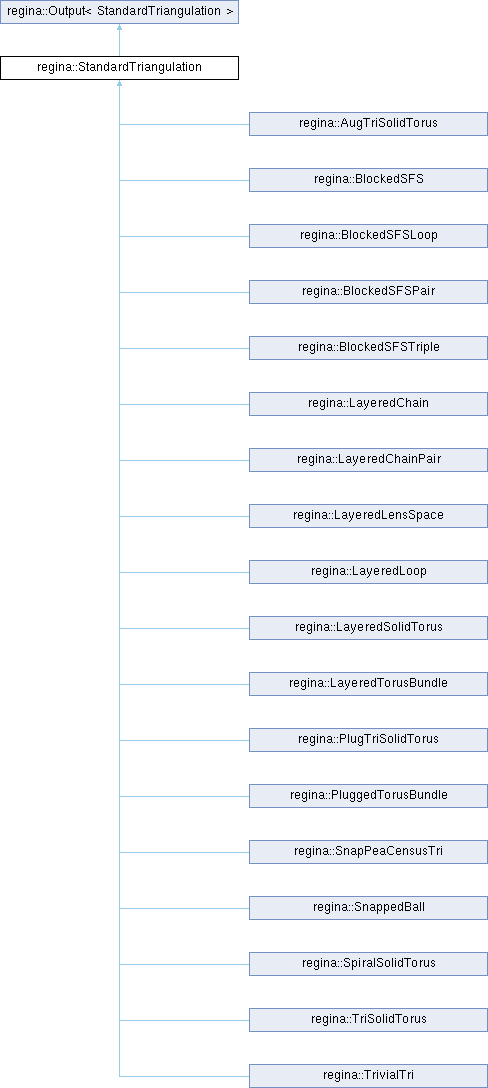 regina::Output< StandardTriangulation >
regina::StandardTriangulation
regina::AugTriSolidTorus
regina::BlockedSFS
regina::BlockedSFSLoop
regina::BlockedSFSPair
regina::BlockedSFSTriple
regina::LayeredChain
regina::LayeredChainPair
regina::LayeredLensSpace
regina::LayeredLoop
regina::LayeredSolidTorus
regina::LayeredTorusBundle
regina::PlugTriSolidTorus
regina::PluggedTorusBundle
regina::SnapPeaCensusTri
regina::SnappedBall
regina::SpiralSolidTorus
regina::TriSolidTorus
regina::TrivialTri